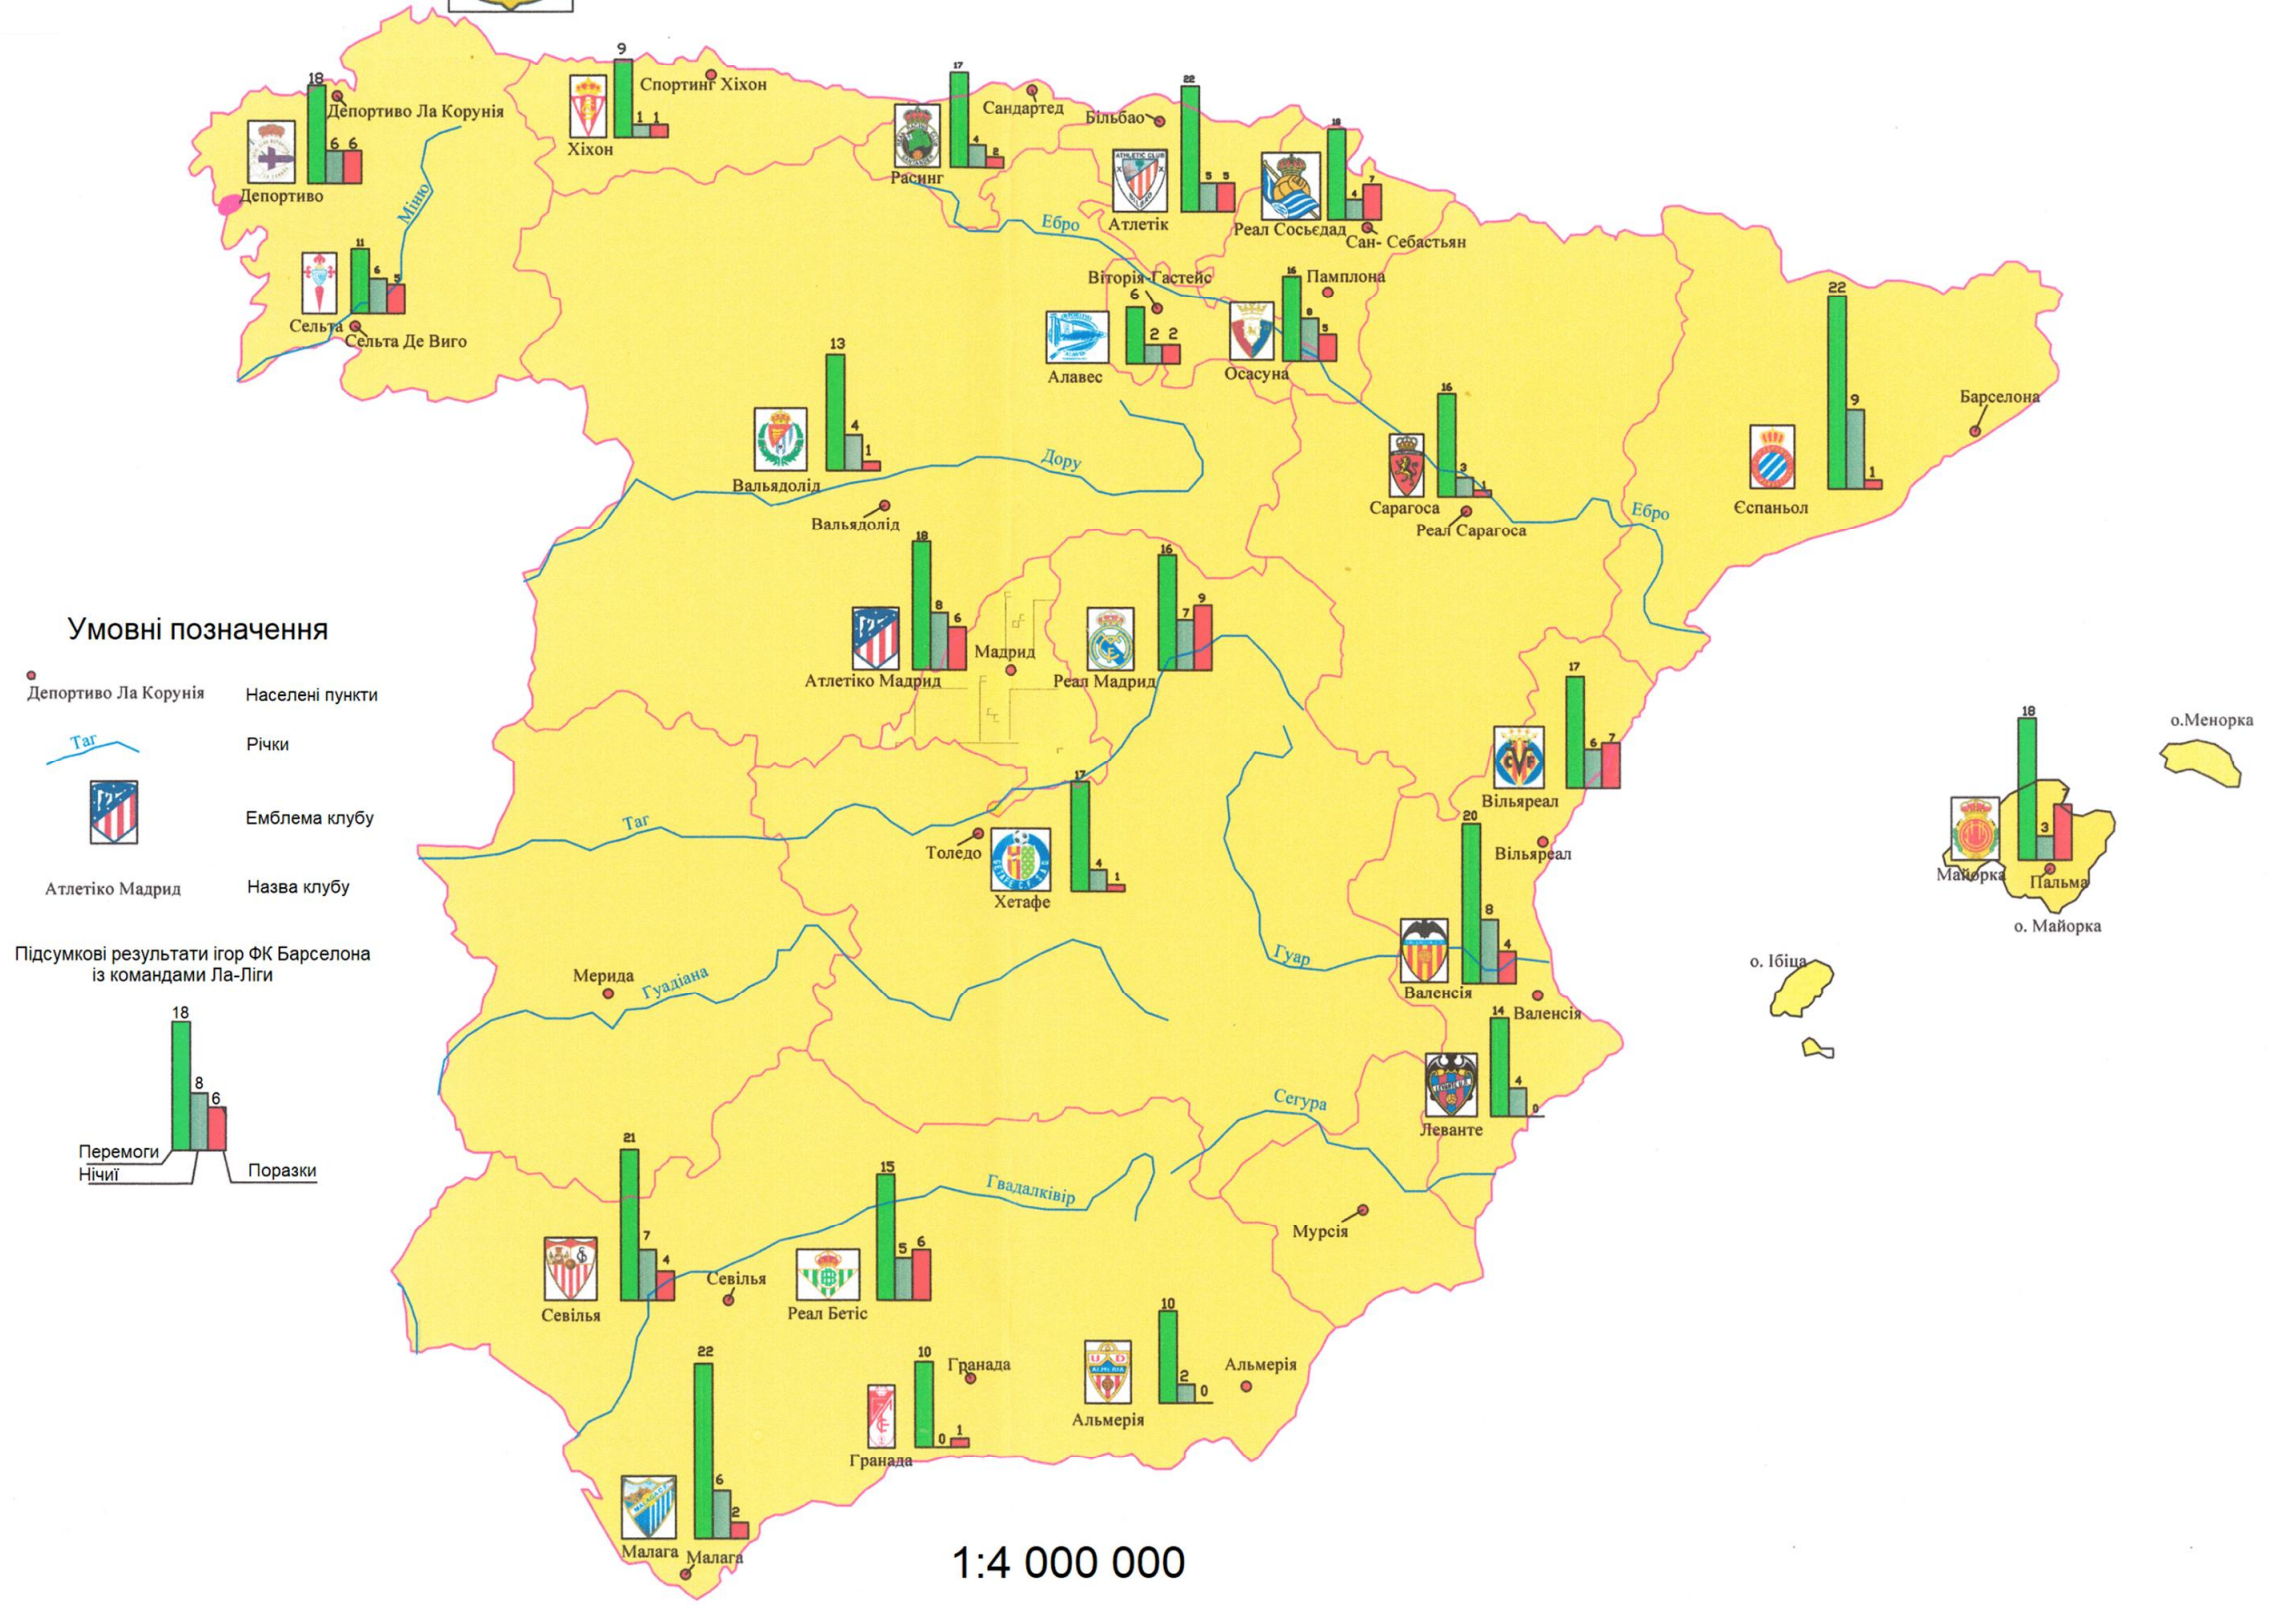 18
Депортиво Ла Корунія
6 6
Депортиво
Міню
9
Спортинг Хіхон
1 1
Хіхон
17
Сандартед
4
2
Расинг
22
Більбао
5 5
Атлетік
18
4
7
Реал Сосьєдад
Сан- Себастьян
Ебро
11
6
5
Сельта
Сельта Де Виго
Віторія-Гастейс
6
2 2
Алавес
16
Памплона
8
5
Осасуна
13
4
1
Вальядолід
Дору
Вальядолід
16
3
1
Сарагоса
Реал Сарагоса
Ебро
22
9
1
Єспаньол
Барселона
18
8
6
Атлетіко Мадрид
Мадрид
16
7
9
Реал Мадрид
Умовні позначення
Депортиво Ла Корунія
Населені пункти
Таг
Річки
Емблема клубу
Атлетіко Мадрид
Назва клубу
Підсумкові результати ігор ФК Барселона
із командами Ла-Ліги
18
8
6
Перемоги
Нічиї
Поразки
17
6
7
Вільяреал
Вільяреал
18
3
7
Майорка
Пальма
о. Майорка
о.Менорка
о. Ібіца
Таг
Толедо
17
4
1
Хетафе
20
8
4
Валенсія
Валенсія
Гуар
Мерида
Гуадіана
14
4
0
Леванте
Сегура
21
7
4
Севілья
Севілья
15
5
6
Реал Бетіс
Гвадалківір
Мурсія
22
6
2
Малага
Малага
10
0
1
Гранада
Гранада
10
2
0
Альмерія
Альмерія
1:4 000 000